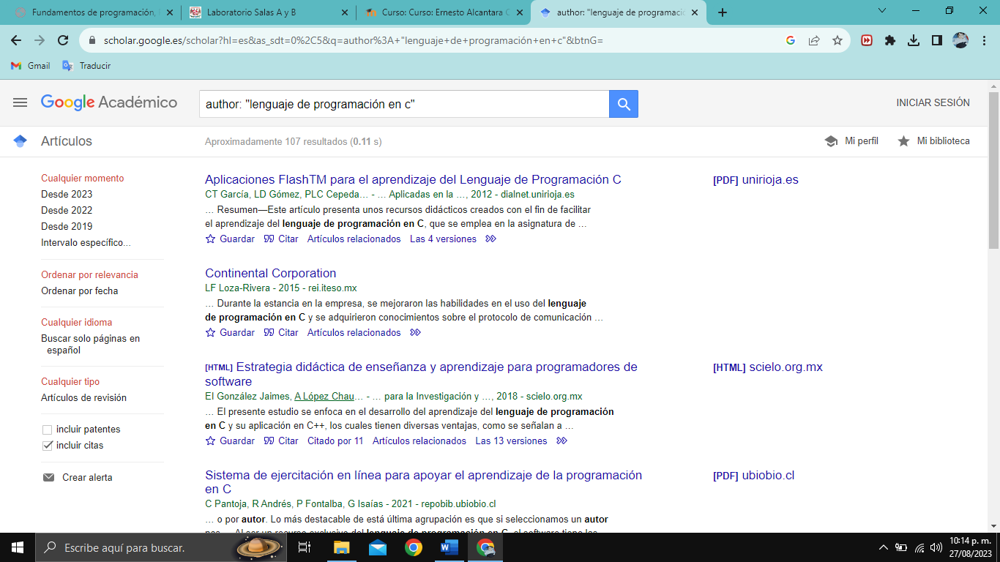 Fundamentos de programación,
Laboratorio Salas A y B
Curso: Curso: Ernesto Alcantara C
author: "lenguaje de programació
scholar.google.es/scholar?hl=es&as_sdt=0%2C5&q=author%3A+"lenguaje+de+programación+en+c"&btnG=
Gmail
Traducir
Google Académico
author: "lenguaje de programación en c"
INICIAR SESIÓN
Artículos
Aproximadamente 107 resultados (0.11 s)
Mi perfil
Mi biblioteca
Cualquier momento
Desde 2023
Desde 2022
Desde 2019
Intervalo específico...
Ordenar por relevancia
Ordenar por fecha
Cualquier idioma
Buscar solo páginas en
español
Cualquier tipo
Artículos de revisión
incluir patentes
incluir citas
Crear alerta
Aplicaciones FlashTM para el aprendizaje del Lenguaje de Programación C
[PDF] unirioja.es
CT García, LD Gómez, PLC Cepeda… - … Aplicadas en la …, 2012 - dialnet.unirioja.es
… Resumen—Este artículo presenta unos recursos didácticos creados con el fin de facilitar
el aprendizaje del lenguaje de programación en C, que se emplea en la asignatura de …
Guardar Citar Artículos relacionados Las 4 versiones
Continental Corporation
LF Loza-Rivera - 2015 - rei.iteso.mx
… Durante la estancia en la empresa, se mejoraron las habilidades en el uso del lenguaje
de programación en C y se adquirieron conocimientos sobre el protocolo de comunicación …
Guardar Citar Artículos relacionados
[HTML] Estrategia didáctica de enseñanza y aprendizaje para programadores de
software
[HTML] scielo.org.mx
EI González Jaimes, A López Chau… - … para la Investigación y …, 2018 - scielo.org.mx
… El presente estudio se enfoca en el desarrollo del aprendizaje del lenguaje de programación
en C y su aplicación en C++, los cuales tienen diversas ventajas, como se señalan a …
Guardar Citar Citado por 11 Artículos relacionados Las 13 versiones
Sistema de ejercitación en línea para apoyar el aprendizaje de la programación
en C
[PDF] ubiobio.cl
C Pantoja, R Andrés, P Fontalba, G Isaías - 2021 - repobib.ubiobio.cl
… o por autor. Lo más destacable de está última agrupación es que si seleccionamos un autor
Al ser un recurso exclusivo del lenguaje de programación en C, el software tiene las
Escribe aquí para buscar.
10:14 p. m.
27/08/2023